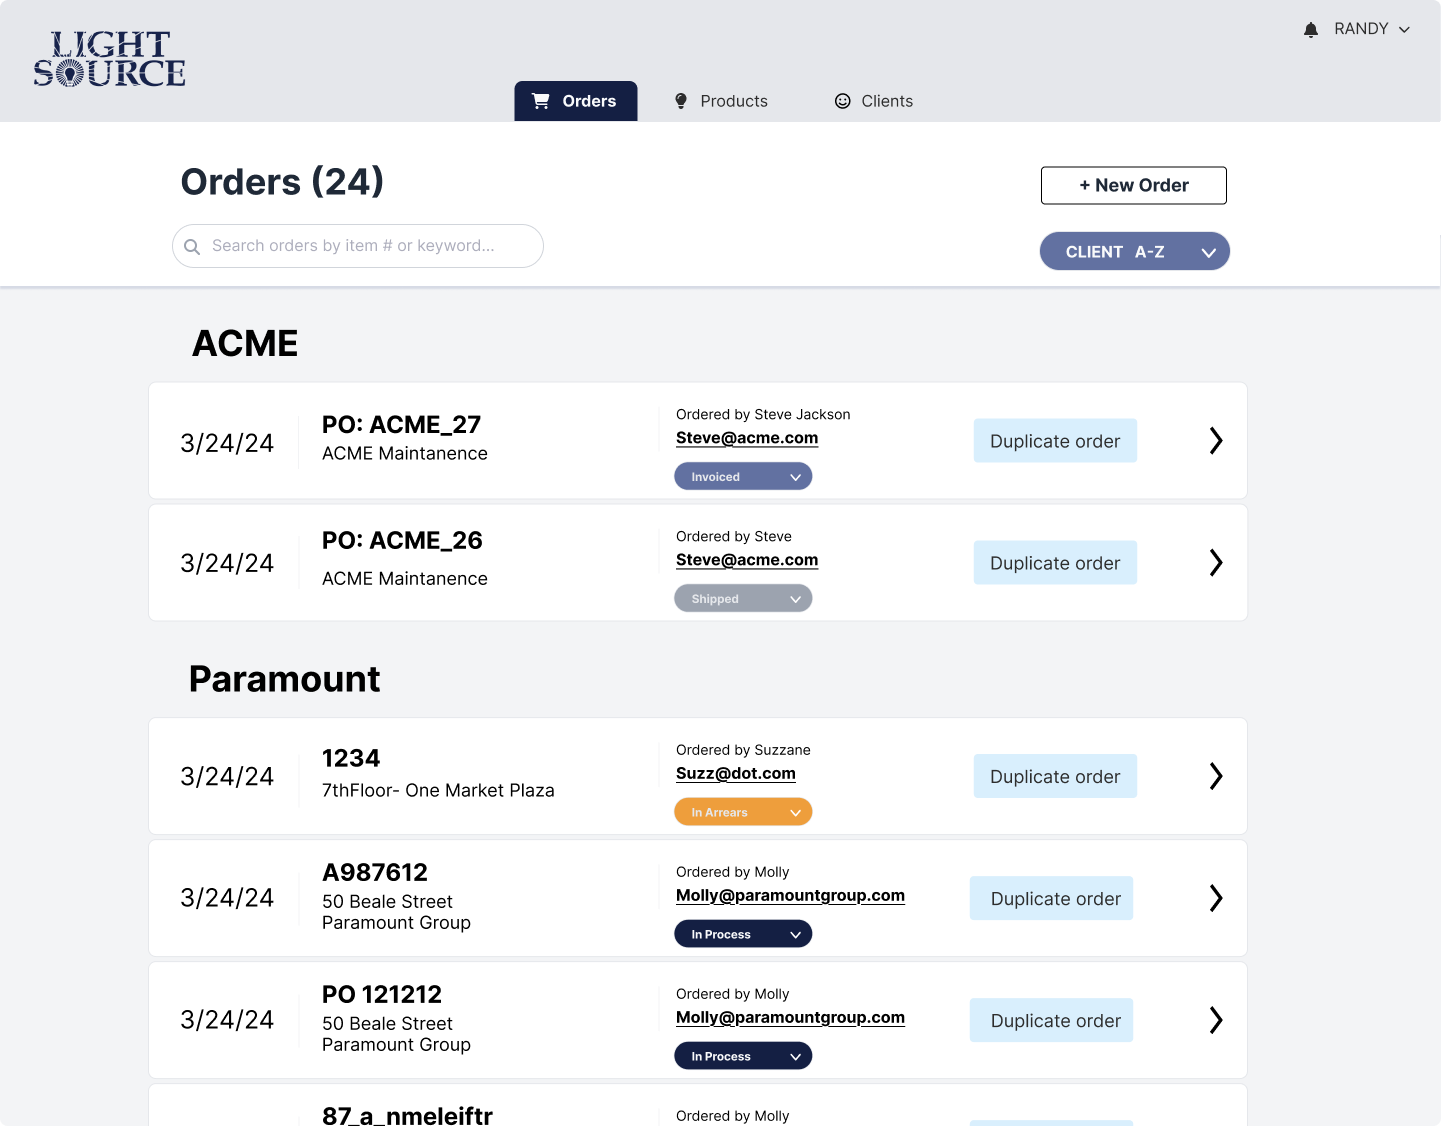 LIGHT
SOURCE
RANDY
Orders
Products
Clients
Orders (24)
+ New Order
Search orders by item # or keyword...
CLIENT A-Z
ACME
3/24/24
PO: ACME_27
ACME Maintanence
Ordered by Steve Jackson
Steve@acme.com
Invoiced
Duplicate order
3/24/24
PO: ACME_26
ACME Maintanence
Ordered by Steve
Steve@acme.com
Shipped
Duplicate order
Paramount
3/24/24
1234
7thFloor- One Market Plaza
Ordered by Suzzane
Suzz@dot.com
In Arrears
Duplicate order
3/24/24
A987612
50 Beale Street
Paramount Group
Ordered by Molly
Molly@paramountgroup.com
In Process
Duplicate order
3/24/24
PO 121212
50 Beale Street
Paramount Group
Ordered by Molly
Molly@paramountgroup.com
In Process
Duplicate order
87_a_nmeleiftr
Ordered by Molly